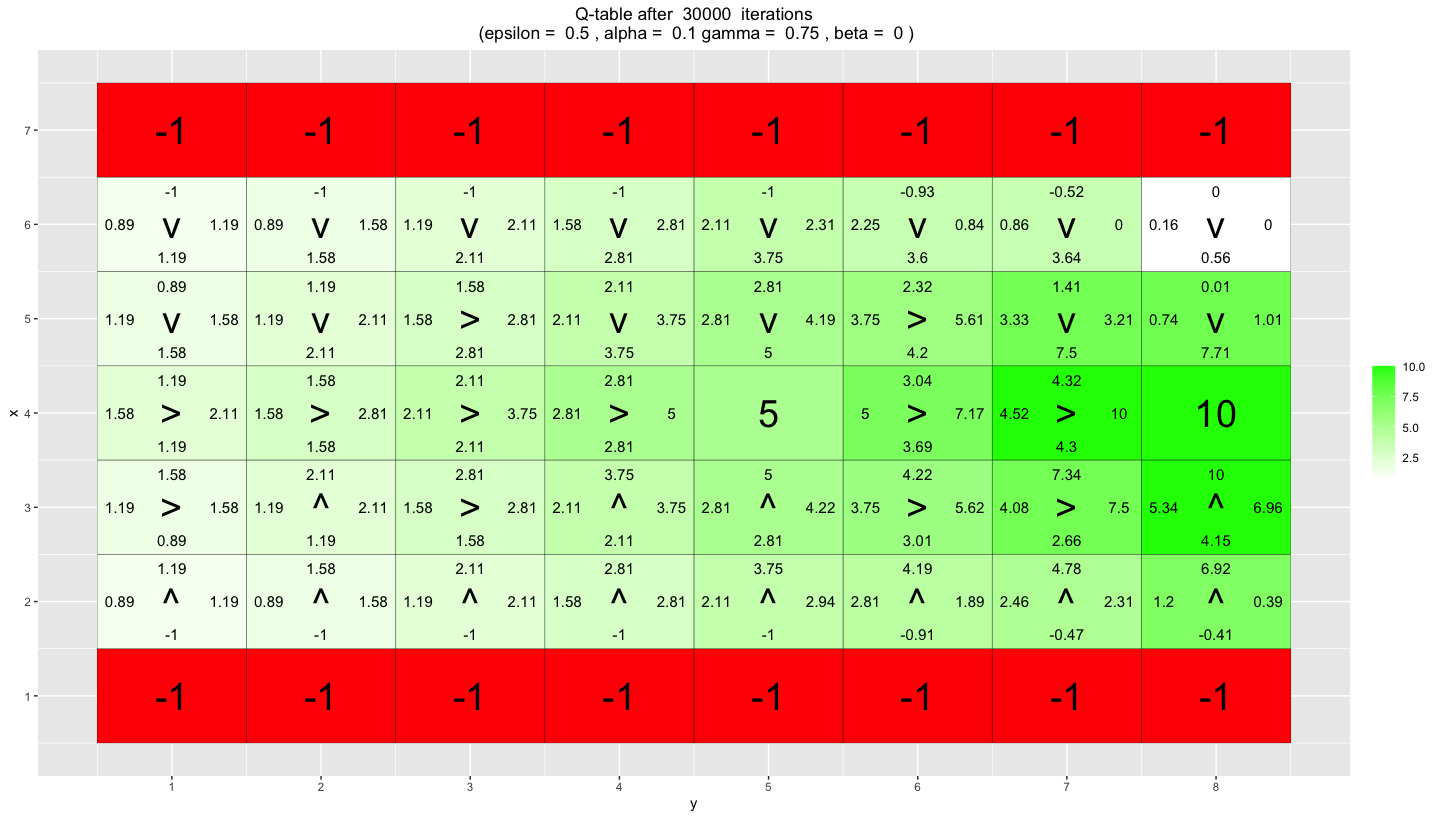 Q-table after  30000  iterations
(epsilon =  0.5 , alpha =  0.1 gamma =  0.75 , beta =  0 )
7 -1 -1 -1 -1 -1 -1 -1 -1
-1 -1 -1 -1 -1 -0.93 -0.52 0
6 0.89 V 1.19 0.89 V 1.58 1.19 V 2.11 1.58 V 2.81 2.11 V 2.31 2.25 V 0.84 0.86 V 0 0.16 V 0
1.19 1.58 2.11 2.81 3.75 3.6 3.64 0.56
0.89 1.19 1.58 2.11 2.81 2.32 1.41 0.01
5 1.19 V 1.58 1.19 V 2.11 1.58 > 2.81 2.11 V 3.75 2.81 V 4.19 3.75 > 5.61 3.33 V 3.21 0.74 V 1.01
1.58 2.11 2.81 3.75 5 4.2 7.5 7.71
1.19 1.58 2.11 2.81 3.04 4.32
x 4 1.58 > 2.11 1.58 > 2.81 2.11 > 3.75 2.81 > 5 5 5 > 7.17 4.52 > 10 10
1.19 1.58 2.11 2.81 3.69 4.3
1.58 2.11 2.81 3.75 5 4.22 7.34 10
3 1.19 > 1.58 1.19 ^ 2.11 1.58 > 2.81 2.11 ^ 3.75 2.81 ^ 4.22 3.75 > 5.62 4.08 > 7.5 5.34 ^ 6.96
0.89 1.19 1.58 2.11 2.81 3.01 2.66 4.15
1.19 1.58 2.11 2.81 3.75 4.19 4.78 6.92
2 0.89 ^ 1.19 0.89 ^ 1.58 1.19 ^ 2.11 1.58 ^ 2.81 2.11 ^ 2.94 2.81 ^ 1.89 2.46 ^ 2.31 1.2 ^ 0.39
-1 -1 -1 -1 -1 -0.91 -0.47 -0.41
1 -1 -1 -1 -1 -1 -1 -1 -1
1 2 3 4 5 6 7 8
y
10.0
7.5
5.0
2.5